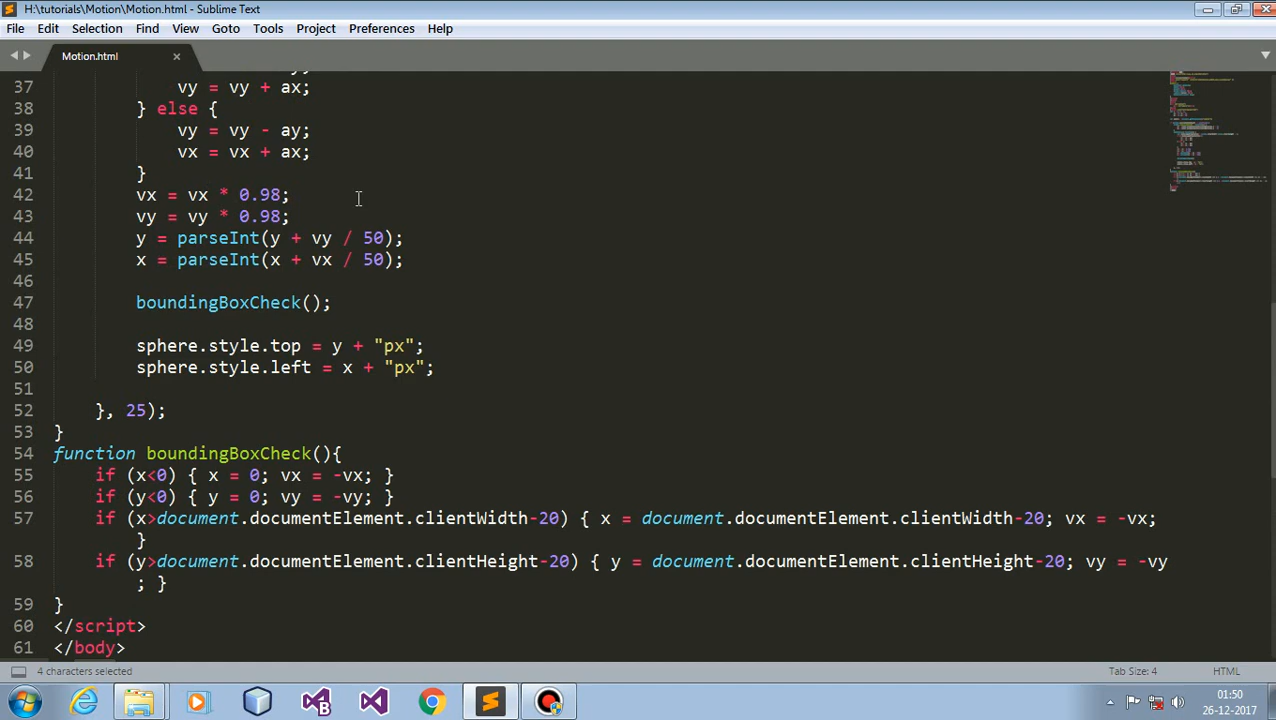 H:\tutorials\Motion\Motion.html - Sublime Text
File Edit Selection Find View Goto Tools Project Preferences Help
Motion.html
37 vy = vy + ax;
38 } else {
39 vy = vy - ay;
40 vx = vx + ax;
41 }
42 vx = vx * 0.98;
43 vy = vy * 0.98;
44 y = parseInt(y + vy / 50);
45 x = parseInt(x + vx / 50);
46
47 boundingBoxCheck();
48
49 sphere.style.top = y + "px";
50 sphere.style.left = x + "px";
51
52 }, 25);
53 }
54 function boundingBoxCheck(){
55 if (x<0) { x = 0; vx = -vx; }
56 if (y<0) { y = 0; vy = -vy; }
57 if (x>document.documentElement.clientWidth-20) { x = document.documentElement.clientWidth-20; vx = -vx;
}
58 if (y>document.documentElement.clientHeight-20) { y = document.documentElement.clientHeight-20; vy = -vy
; }
59 }
60 </script>
61 </body>
4 characters selected Tab Size: 4 HTML
01:50
26-12-2017